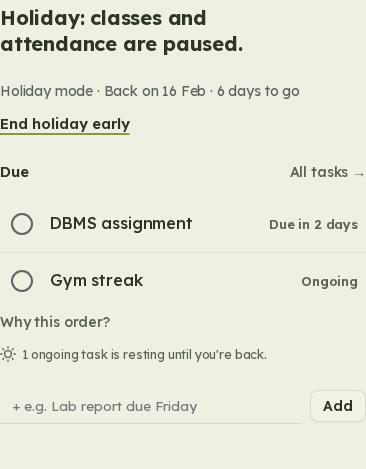 Holiday: classes and
attendance are paused.
Holiday mode · Back on 16 Feb · 6 days to go
End holiday early
Due
All tasks →
DBMS assignment
Due in 2 days
Gym streak
Ongoing
Why this order?
1 ongoing task is resting until you're back.
+ e.g. Lab report due Friday
Add